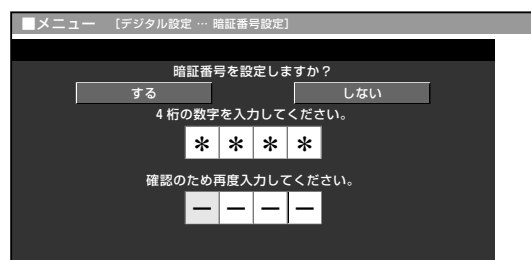 ■メニュー [デジタル設定 … 暗証番号設定]
暗証番号を設定しますか?
する しない
4桁の数字を入力してください。
* * * *
確認のため再度入力してください。
– – – –